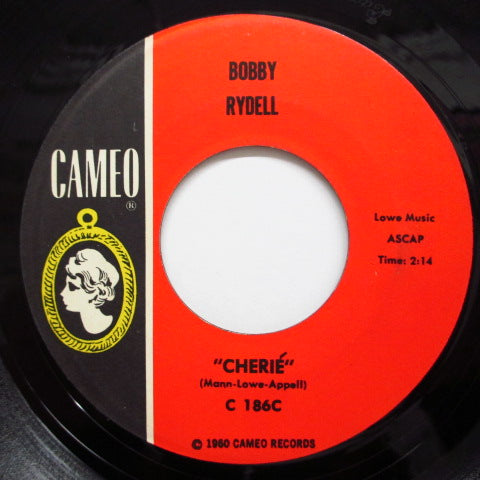 BOBBY
RYDELL
CAMEO
®
Lowe Music
ASCAP
Time: 2:14
"CHERIÉ"
(Mann-Lowe-Appell)
C 186C
© 1960 CAMEO RECORDS